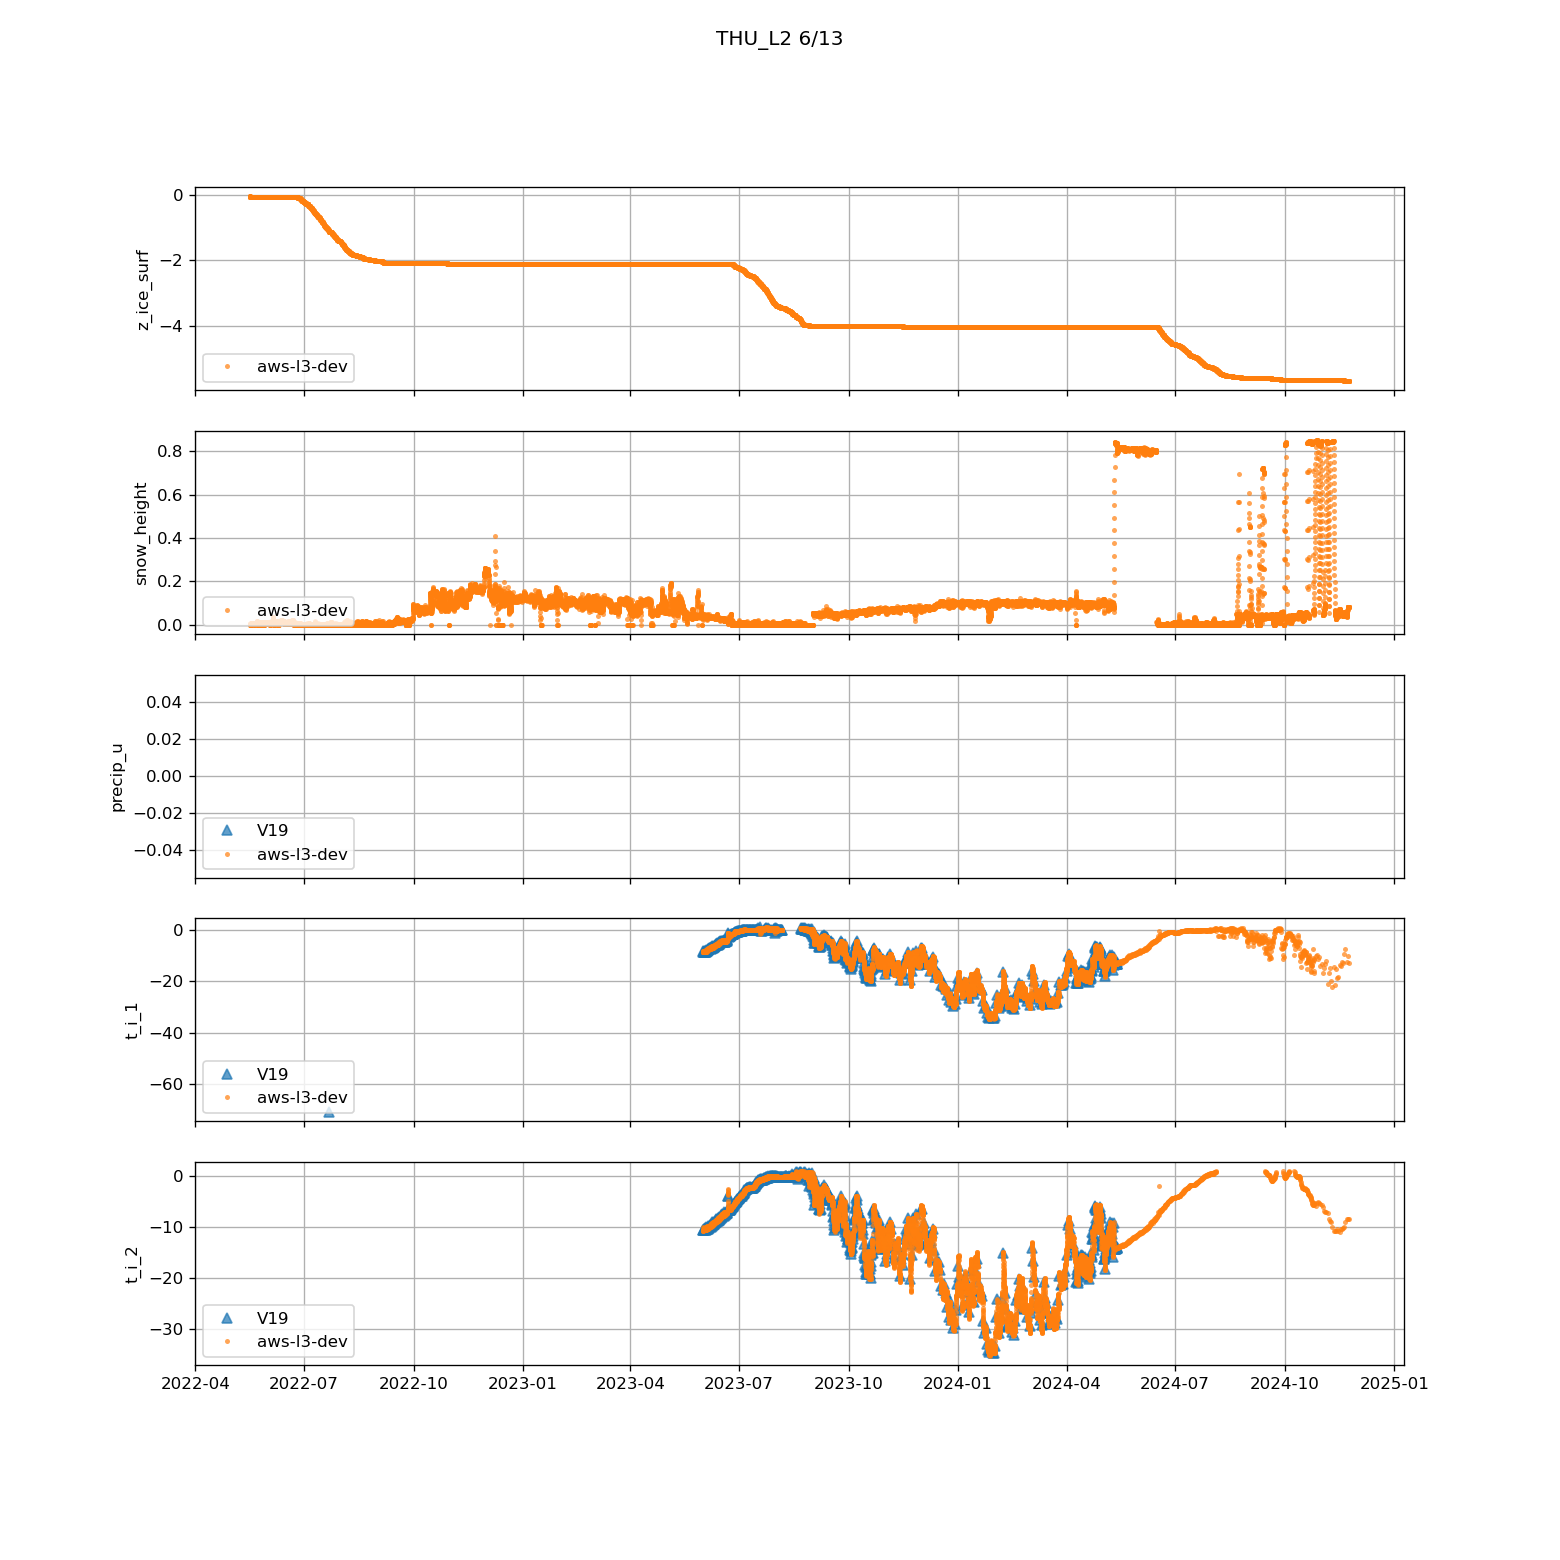 THU_L2 6/13
z_ice_surf
0
−2
−4
aws-l3-dev
snow_height
0.8
0.6
0.4
0.2
0.0
aws-l3-dev
precip_u
0.04
0.02
0.00
−0.02
−0.04
V19
aws-l3-dev
t_i_1
0
−20
−40
−60
V19
aws-l3-dev
t_i_2
0
−10
−20
−30
V19
aws-l3-dev
2022-04 2022-07 2022-10 2023-01 2023-04 2023-07 2023-10 2024-01 2024-04 2024-07 2024-10 2025-01